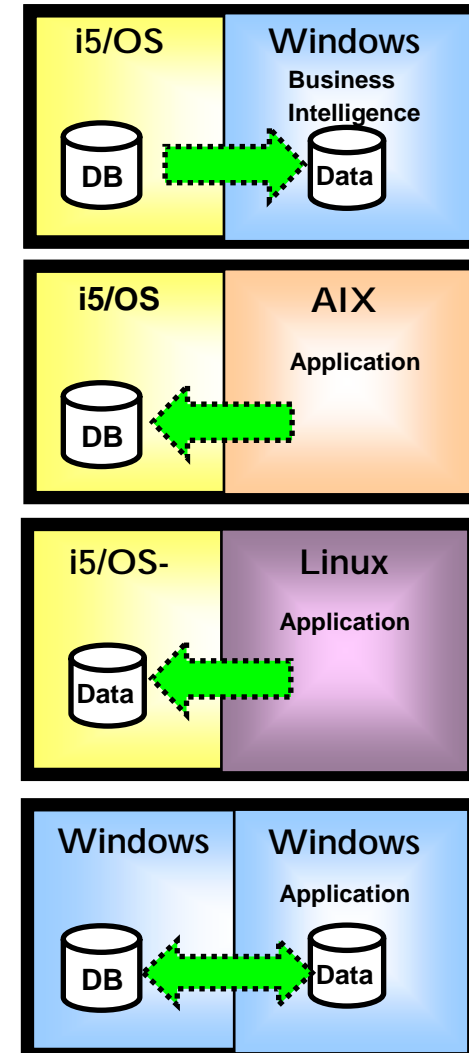 i5/OS Windows
Business
Intelligence
DB Data
i5/OS AIX
Application
DB
i5/OS- Linux
Application
Data
Windows Windows
Application
DB Data